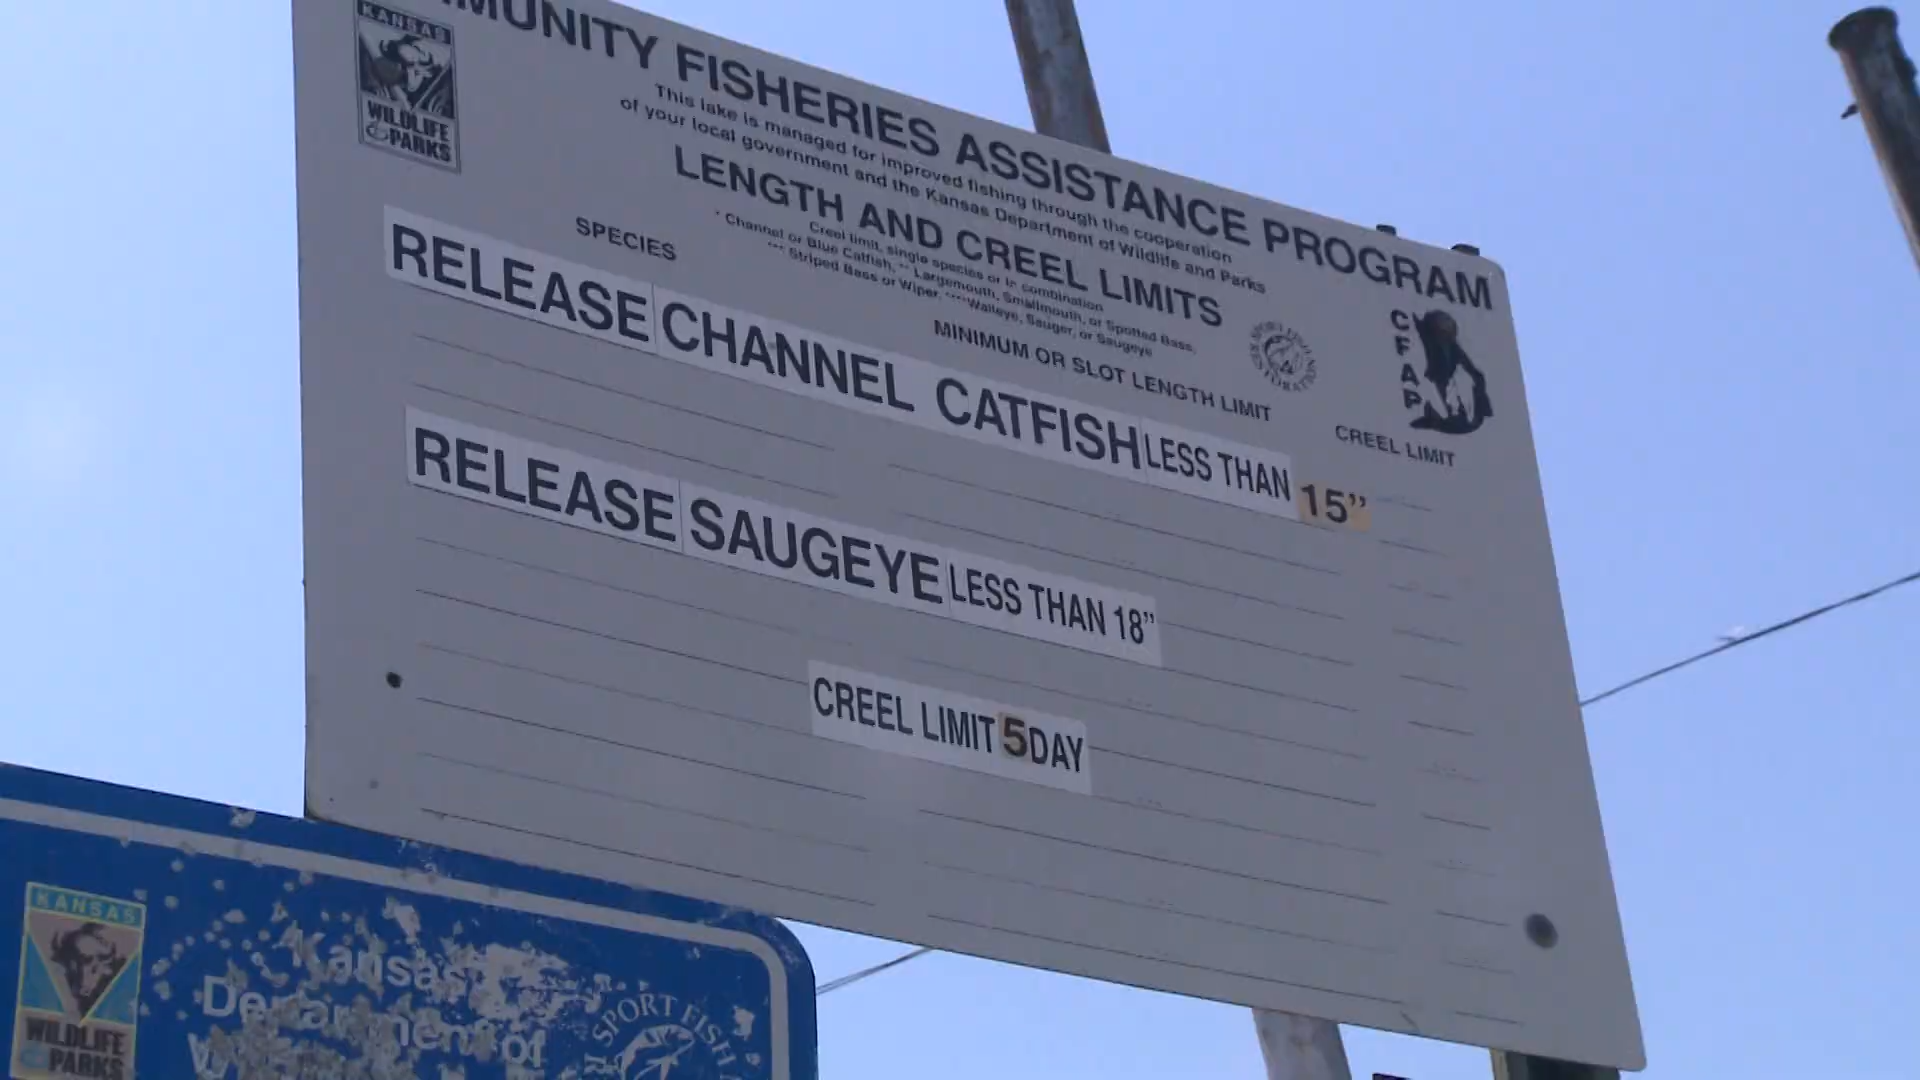 MUNITY FISHERIES ASSISTANCE PROGRAM
This lake is managed for improved fishing through the cooperation
of your local government and the Kansas Department of Wildlife and Parks
LENGTH AND CREEL LIMITS
Creel limit, single species or in combination
* Channel or Blue Catfish, ** Largemouth, Smallmouth, or Spotted Bass,
*** Striped Bass or Wiper, ****Walleye, Sauger, or Saugeye
KANSAS
WILDLIFE
& PARKS
SPECIES
MINIMUM OR SLOT LENGTH LIMIT
CREEL LIMIT
CFAP
RELEASE CHANNEL CATFISH LESS THAN 15”
RELEASE SAUGEYE LESS THAN 18”
CREEL LIMIT 5 DAY
KANSAS
WILDLIFE
& PARKS
Kansas
Department of
SPORT FISH